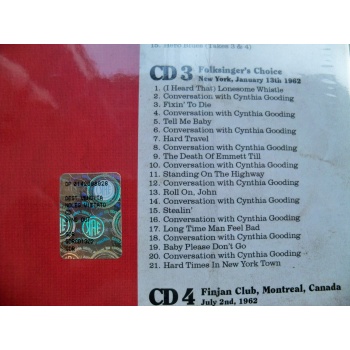 CD 3 Folksinger's Choice
New York, January 13th 1962
1. (I Heard That) Lonesome Whistle
2. Conversation with Cynthia Gooding
3. Fixin' To Die
4. Conversation with Cynthia Gooding
5. Tell Me Baby
6. Conversation with Cynthia Gooding
7. Hard Travel
8. Conversation with Cynthia Gooding
9. The Death Of Emmett Till
10. Conversation with Cynthia Gooding
11. Standing On The Highway
12. Conversation with Cynthia Gooding
13. Roll On, John
14. Conversation with Cynthia Gooding
15. Stealin'
16. Conversation with Cynthia Gooding
17. Long Time Man Feel Bad
18. Conversation with Cynthia Gooding
19. Baby Please Don't Go
20. Conversation with Cynthia Gooding
21. Hard Times In New York Town
CD 4 Finjan Club, Montreal, Canada
July 2nd, 1962